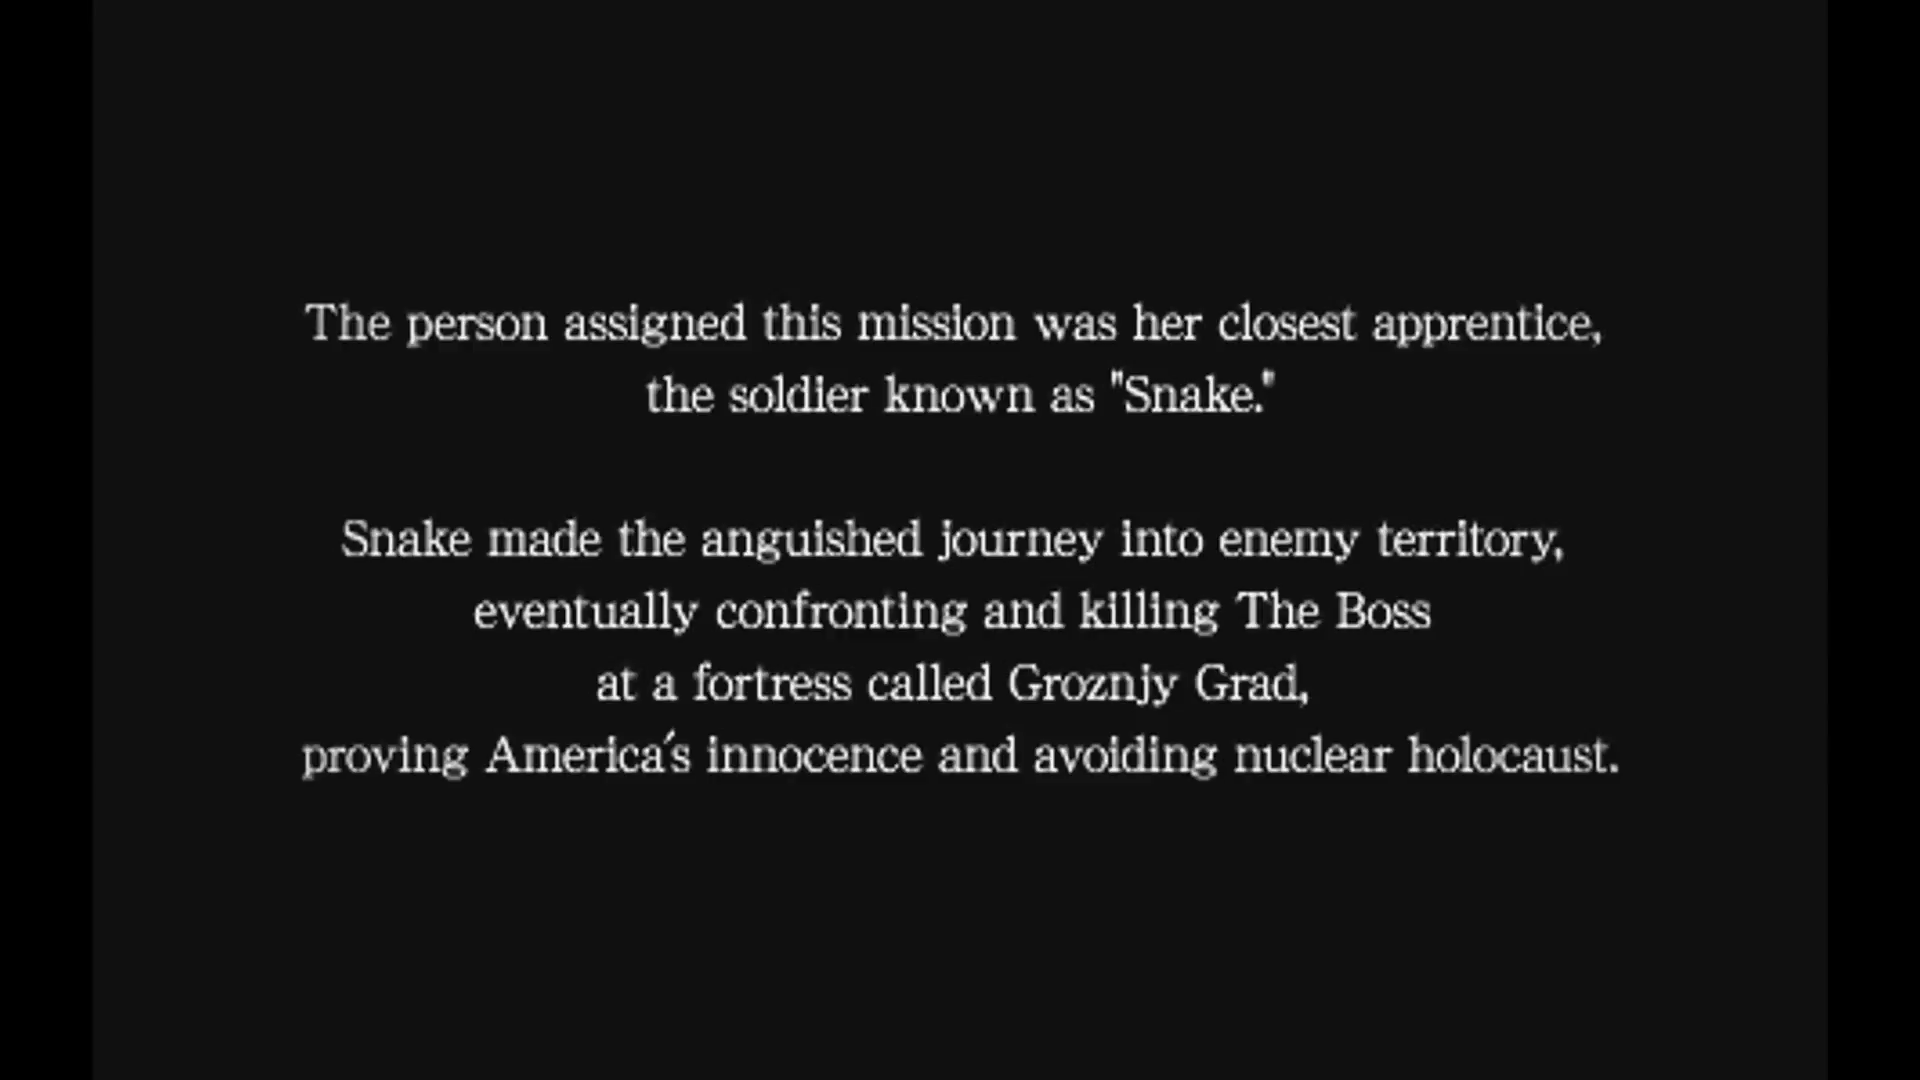 The person assigned this mission was her closest apprentice,
the soldier known as "Snake."
Snake made the anguished journey into enemy territory,
eventually confronting and killing The Boss
at a fortress called Groznjy Grad,
proving America's innocence and avoiding nuclear holocaust.